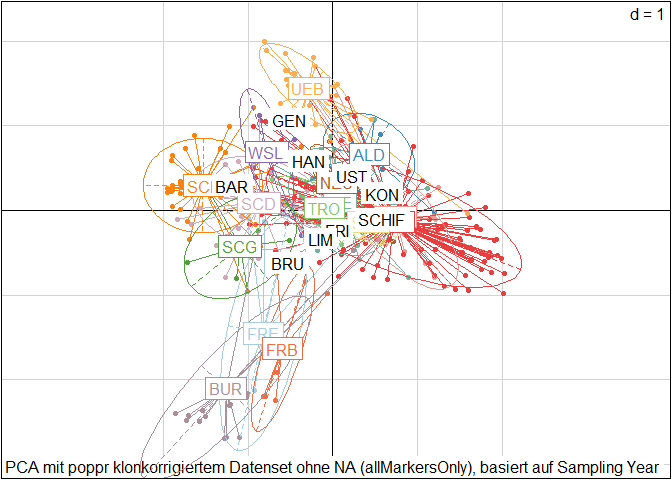 d = 1
UEB
GEN
WSL
HAN
ALD
UST
BAR
KON
SCD
TRO
SCHIF
LIM
SCG
BRU
FRE
FRB
BUR
PCA mit poppr klonkorrigiertem Datenset ohne NA (allMarkersOnly), basiert auf Sampling Year